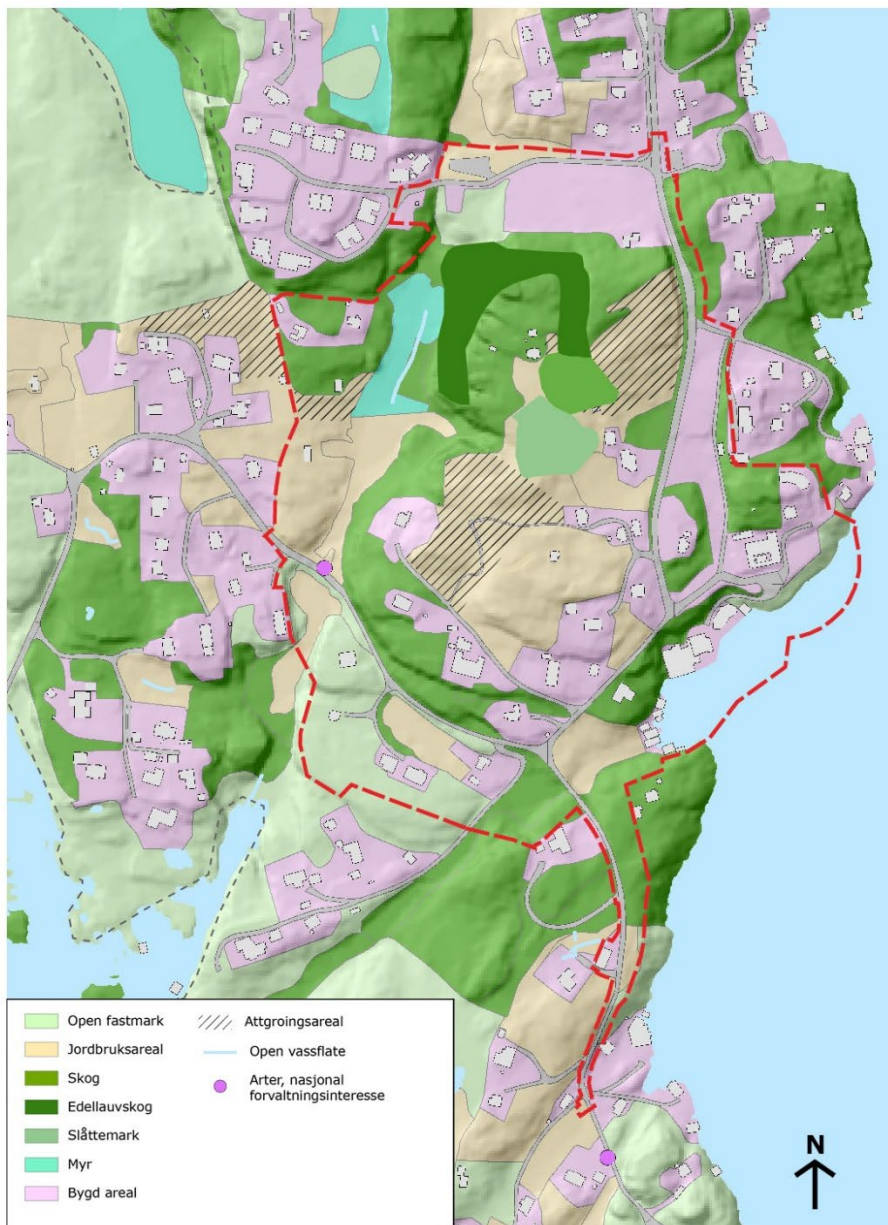 Open fastmark
Jordbruksareal
Skog
Edellauvskog
Slåttemark
Myr
Bygd areal
Attgroingsareal
Open vassflate
Arter, nasjonal
forvaltningsinteresse
N